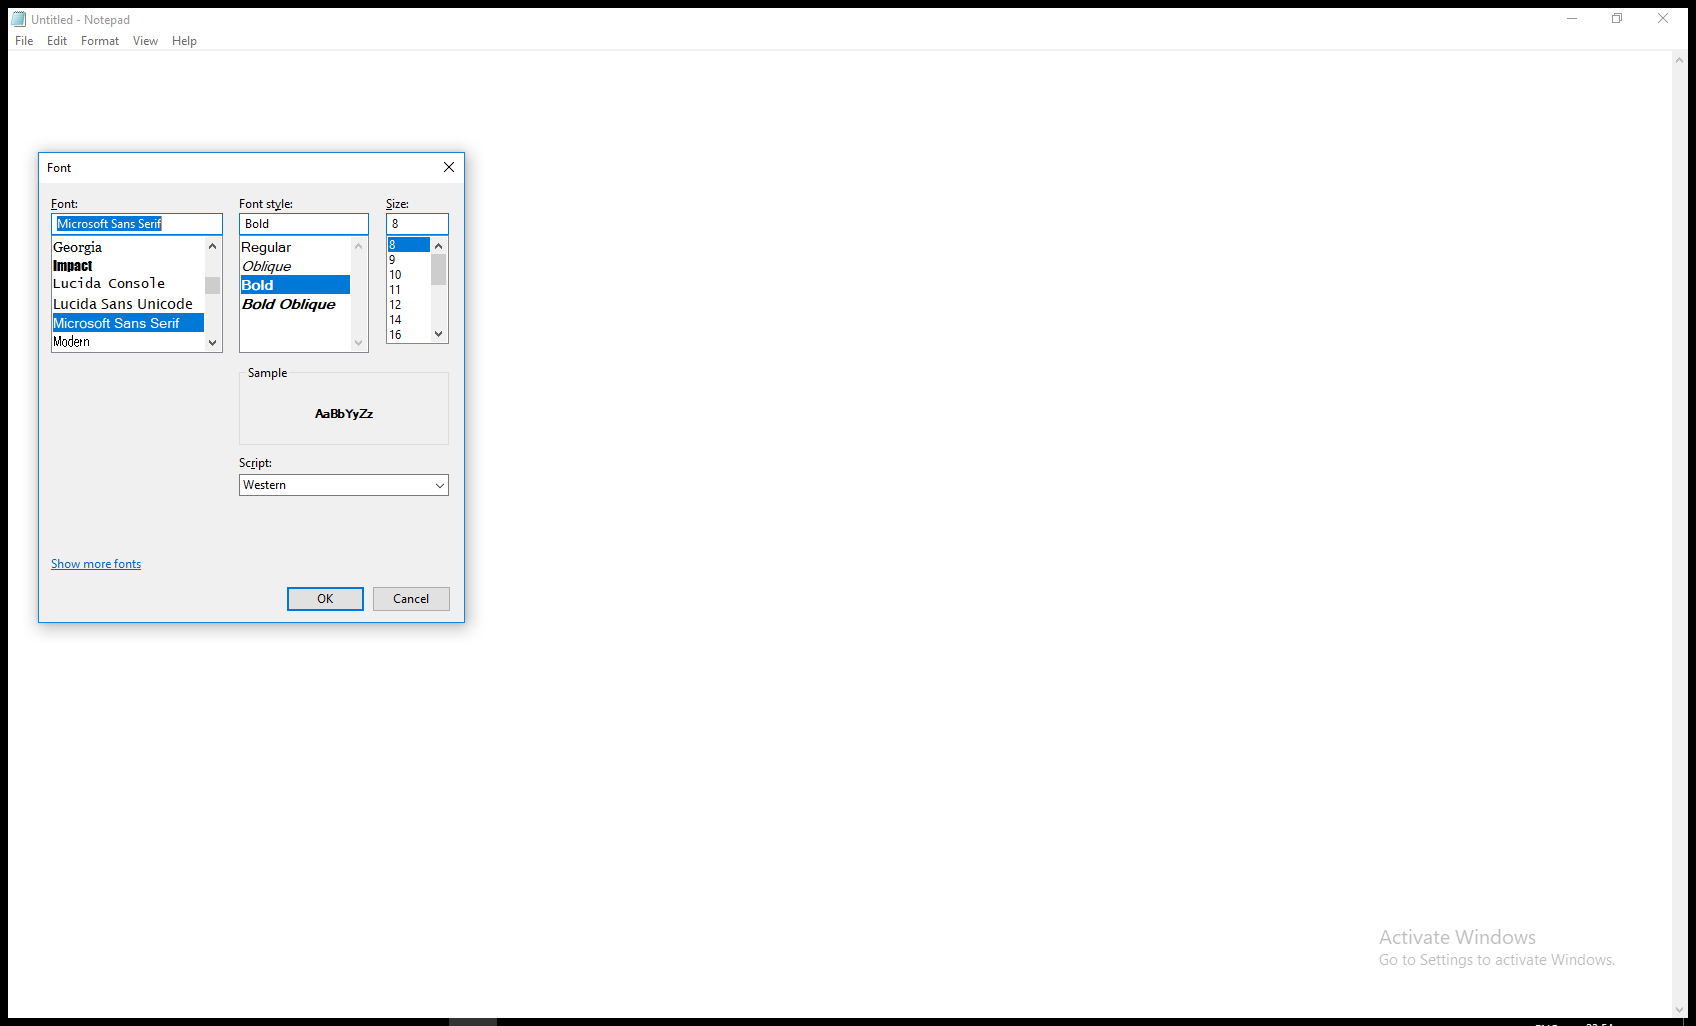 Untitled - Notepad
File Edit Format View Help
Font
Font: Font style: Size:
Microsoft Sans Serif Bold 8
Georgia
Impact
Lucida Console
Lucida Sans Unicode
Microsoft Sans Serif
Modern
Regular
Oblique
Bold
Bold Oblique
8
9
10
11
12
14
16
Sample
AaBbYyZz
Script:
Western
Show more fonts
OK Cancel
Activate Windows
Go to Settings to activate Windows.